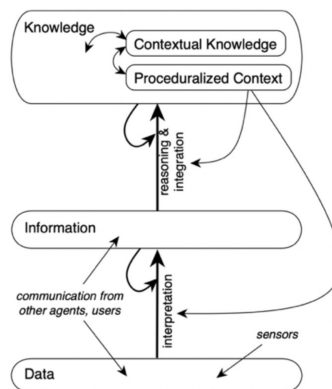 Knowledge
Contextual Knowledge
Proceduralized Context
reasoning &
integration
Information
communication from
other agents, users
interpretation
sensors
Data